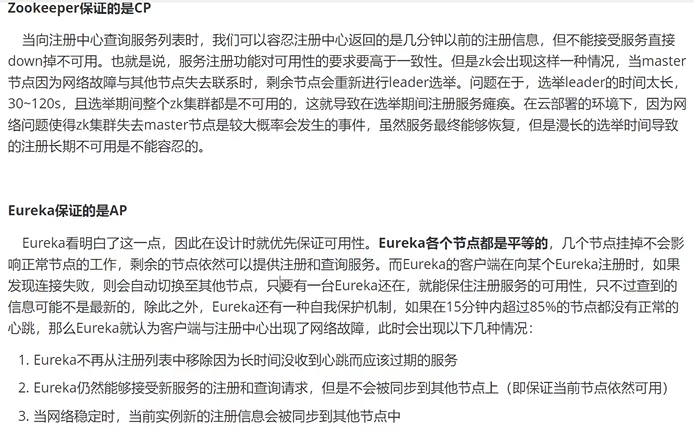 Zookeeper保证的是CP
当向注册中心查询服务列表时，我们可以容忍注册中心返回的是几分钟以前的注册信息，但不能接受服务直接
down掉不可用。也就是说，服务注册功能对可用性的要求要高于一致性。但是zk会出现这样一种情况，当master
节点因为网络故障与其他节点失去联系时，剩余节点会重新进行leader选举。问题在于，选举leader的时间太长，
30~120s，且选举期间整个zk集群都是不可用的，这就导致在选举期间注册服务瘫痪。在云部署的环境下，因为网
络问题使得zk集群失去master节点是较大概率会发生的事件，虽然服务最终能够恢复，但是漫长的选举时间导致
的注册长期不可用是不能容忍的。
Eureka保证的是AP
Eureka看明白了这一点，因此在设计时就优先保证可用性。Eureka各个节点都是平等的，几个节点挂掉不会影
响正常节点的工作，剩余的节点依然可以提供注册和查询服务。而Eureka的客户端在向某个Eureka注册时，如果
发现连接失败，则会自动切换至其他节点，只要有一台Eureka还在，就能保住注册服务的可用性，只不过查到的
信息可能不是最新的，除此之外，Eureka还有一种自我保护机制，如果在15分钟内超过85%的节点都没有正常的
心跳，那么Eureka就认为客户端与注册中心出现了网络故障，此时会出现以下几种情况：
1. Eureka不再从注册列表中移除因为长时间没收到心跳而应该过期的服务
2. Eureka仍然能够接受新服务的注册和查询请求，但是不会被同步到其他节点上（即保证当前节点依然可用）
3. 当网络稳定时，当前实例新的注册信息会被同步到其他节点中